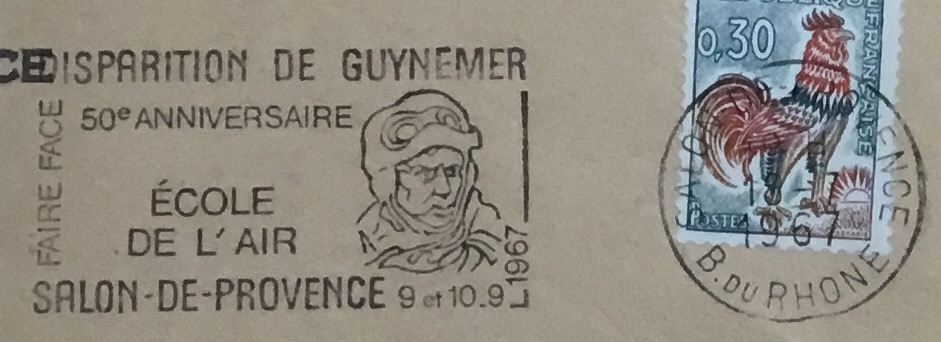 CE
DISPARITION DE GUYNEMER
50e ANNIVERSAIRE
FAIRE FACE
ÉCOLE
DE L'AIR
SALON-DE-PROVENCE 9 et 10.9
1967
0,30
FRANÇAISE
POSTES
1967
B. DU RHONE